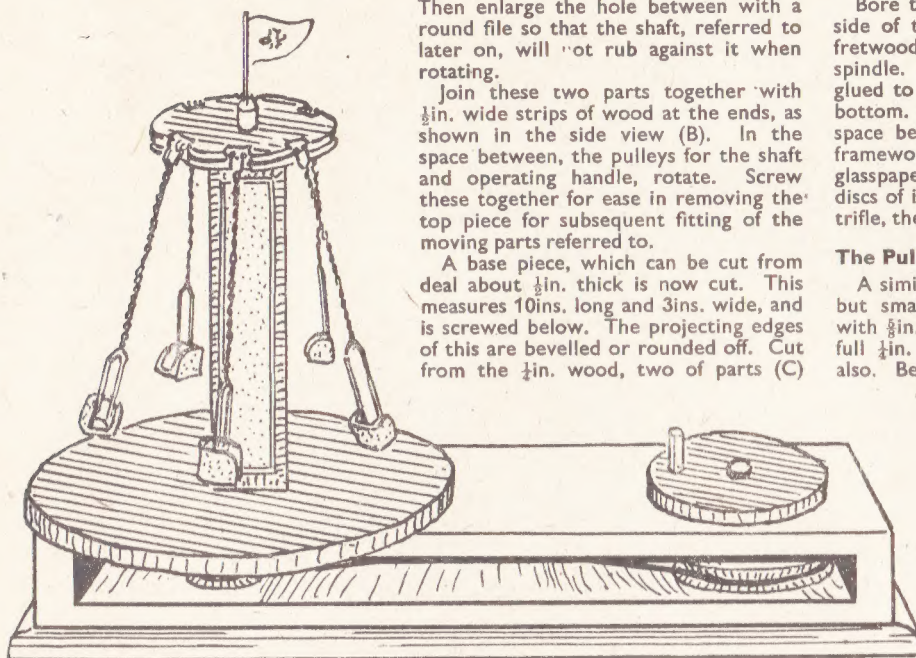 Then enlarge the hole between with a
round file so that the shaft, referred to
later on, will not rub against it when
rotating.
Join these two parts together with
½in. wide strips of wood at the ends, as
shown in the side view (B). In the
space between, the pulleys for the shaft
and operating handle, rotate. Screw
these together for ease in removing the
top piece for subsequent fitting of the
moving parts referred to.
A base piece, which can be cut from
deal about ½in. thick is now cut. This
measures 10ins. long and 3ins. wide, and
is screwed below. The projecting edges
of this are bevelled or rounded off. Cut
from the ¼in. wood, two of parts (C)
Bore t
side of t
fretwood
spindle.
glued to
bottom.
space be
framewo
glasspape
discs of
trifle, the
The Pul
A simi
but sma
with ⅝in.
full ¼in.
also. Be